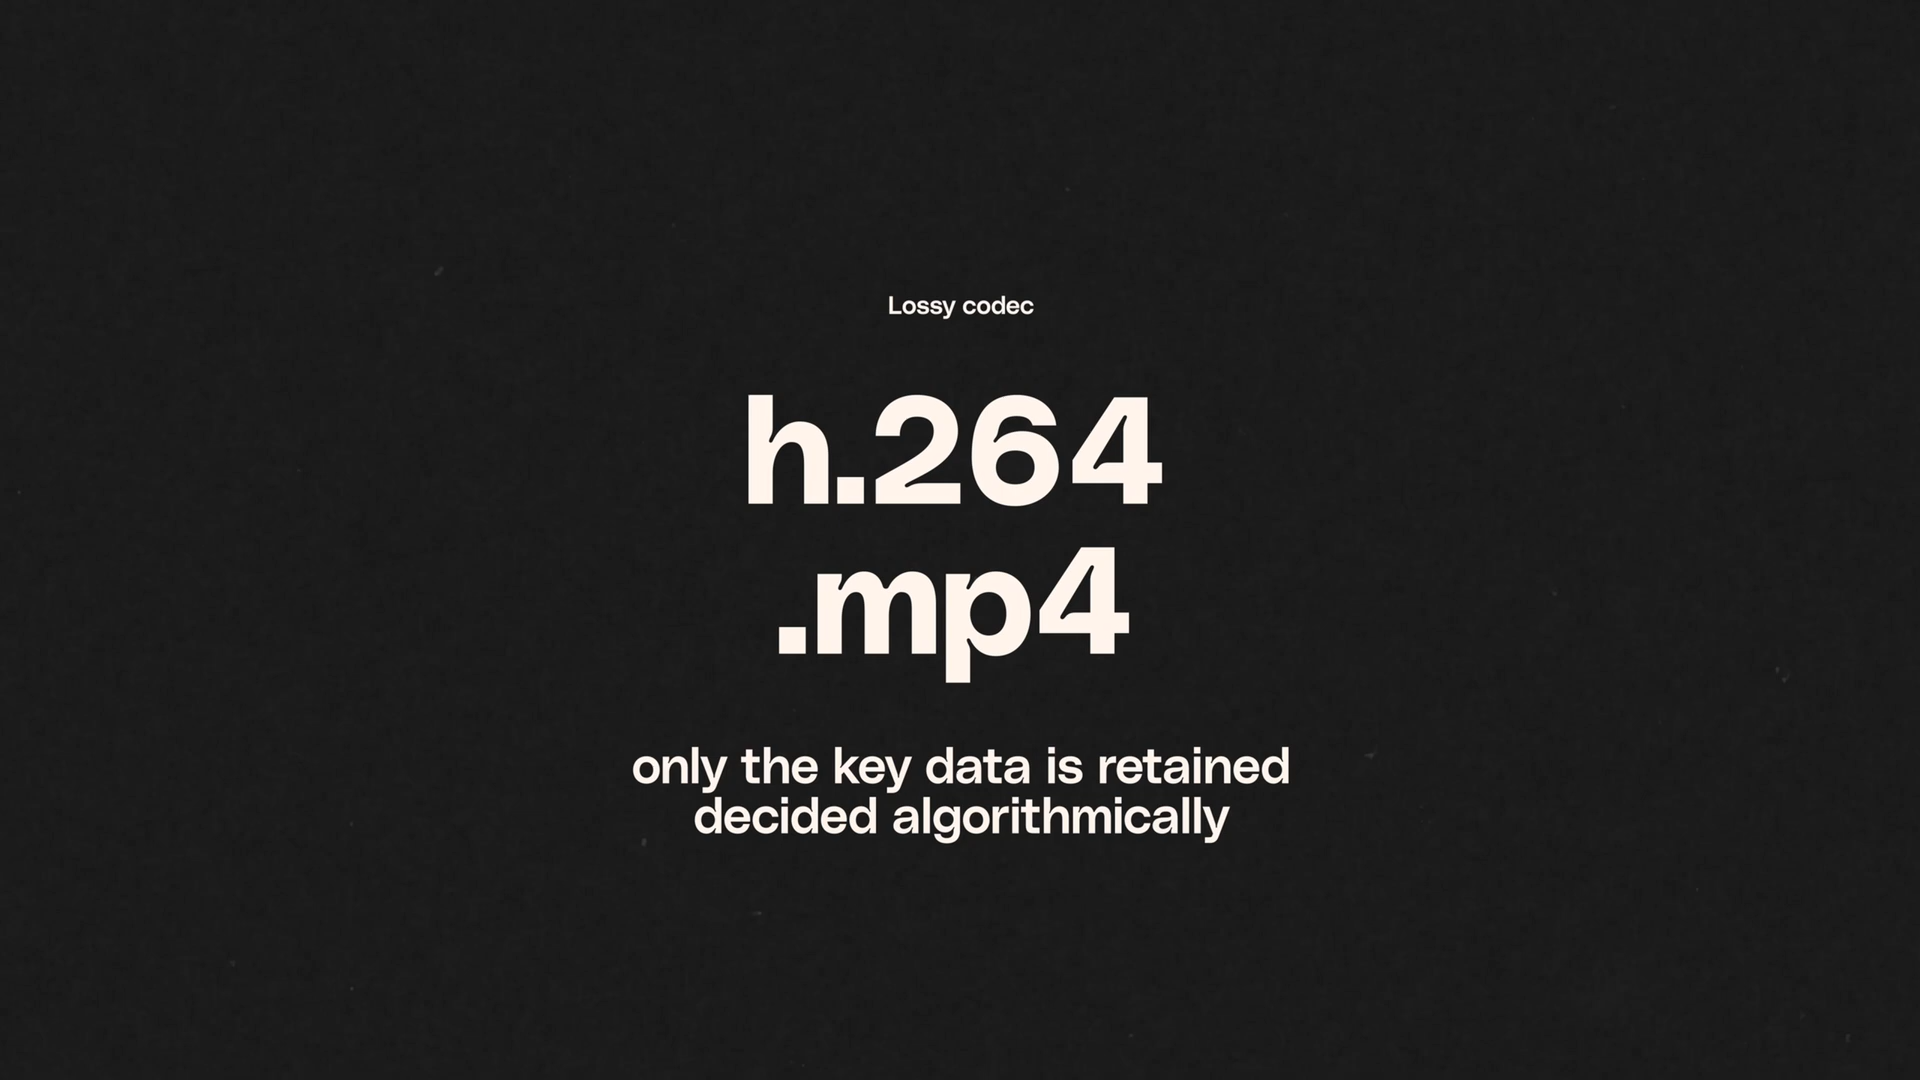 Lossy codec
h.264
.mp4
only the key data is retained
decided algorithmically